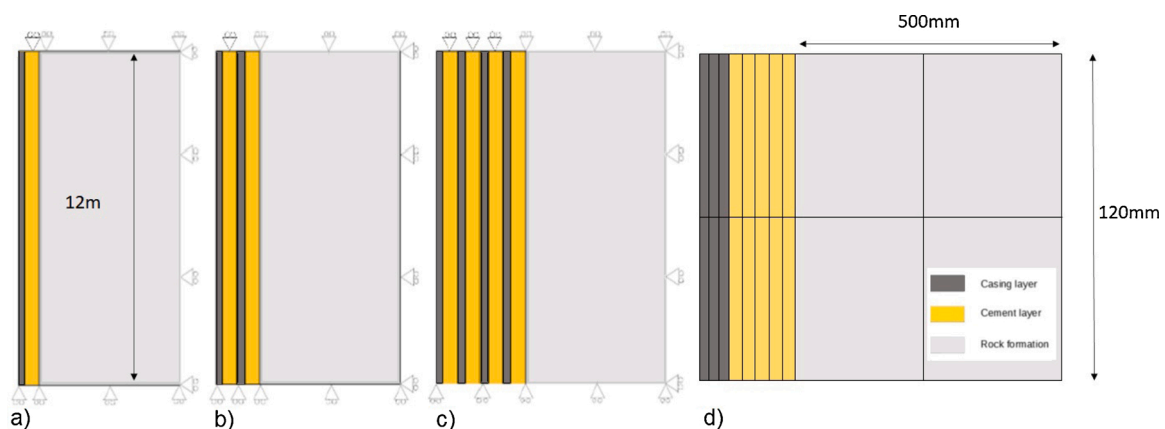 500mm
12m
120mm
Casing layer
Cement layer
Rock formation
a)
b)
c)
d)